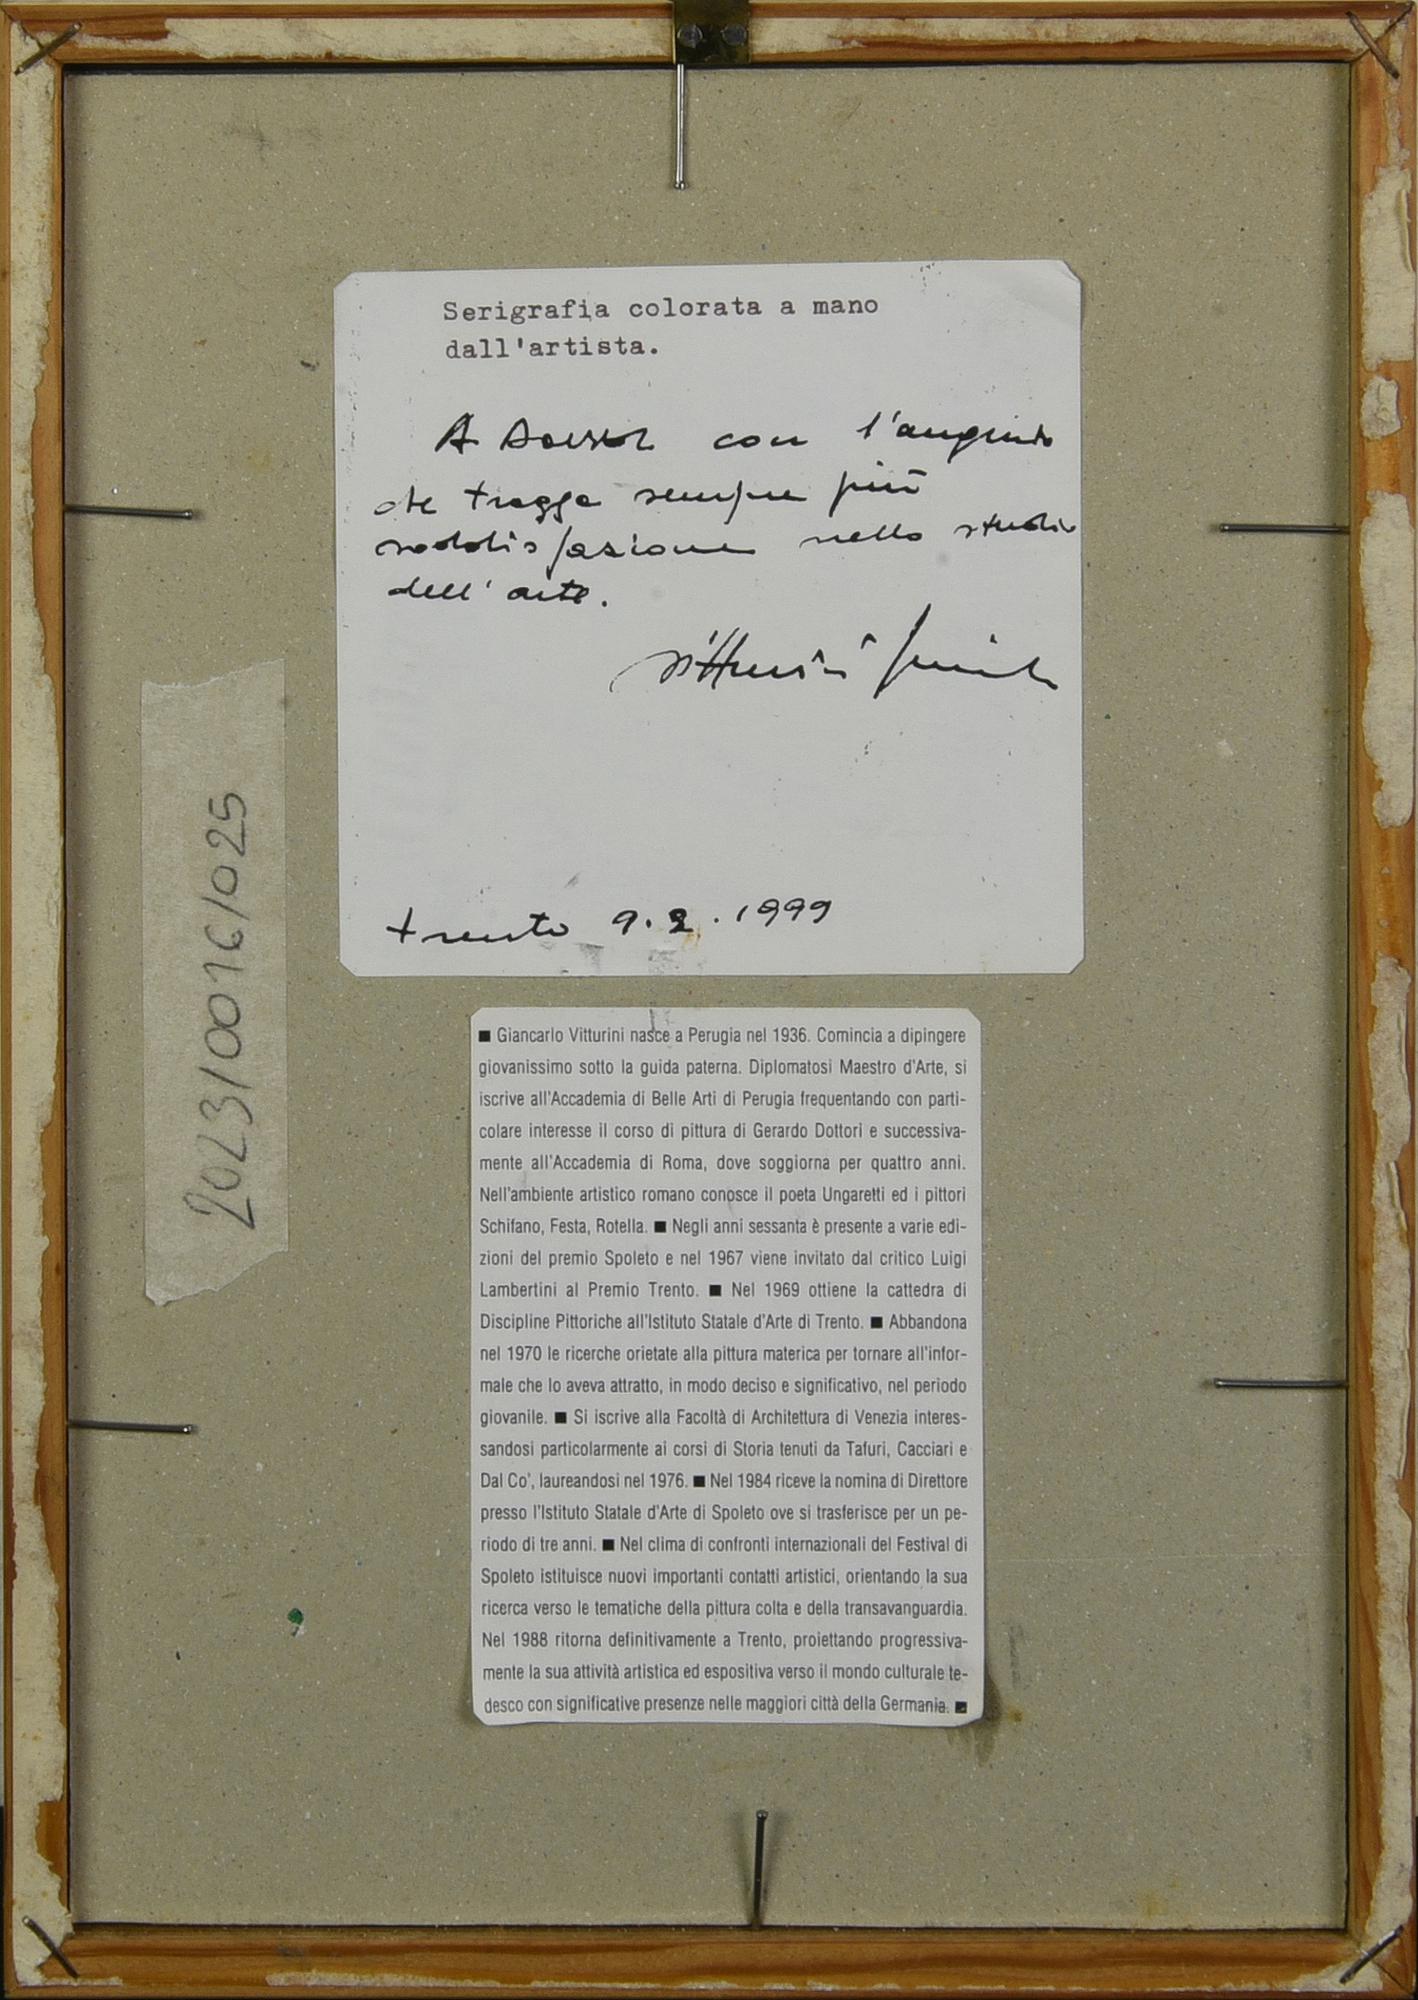 Serigrafia colorata a mano
dall'artista.
A con l'augurio
che tragga sempre più
soddisfazione nello studio
dell'arte.
Vitturini
Trento 9.2.1999
2023/0016/025
■ Giancarlo Vitturini nasce a Perugia nel 1936. Comincia a dipingere
giovanissimo sotto la guida paterna. Diplomatosi Maestro d'Arte, si
iscrive all'Accademia di Belle Arti di Perugia frequentando con parti-
colare interesse il corso di pittura di Gerardo Dottori e successiva-
mente all'Accademia di Roma, dove soggiorna per quattro anni.
Nell'ambiente artistico romano conosce il poeta Ungaretti ed i pittori
Schifano, Festa, Rotella. ■ Negli anni sessanta è presente a varie edi-
zioni del premio Spoleto e nel 1967 viene invitato dal critico Luigi
Lambertini al Premio Trento. ■ Nel 1969 ottiene la cattedra di
Discipline Pittoriche all'Istituto Statale d'Arte di Trento. ■ Abbandona
nel 1970 le ricerche orietate alla pittura materica per tornare all'infor-
male che lo aveva attratto, in modo deciso e significativo, nel periodo
giovanile. ■ Si iscrive alla Facoltà di Architettura di Venezia interes-
sandosi particolarmente ai corsi di Storia tenuti da Tafuri, Cacciari e
Dal Co', laureandosi nel 1976. ■ Nel 1984 riceve la nomina di Direttore
presso l'Istituto Statale d'Arte di Spoleto ove si trasferisce per un pe-
riodo di tre anni. ■ Nel clima di confronti internazionali del Festival di
Spoleto istituisce nuovi importanti contatti artistici, orientando la sua
ricerca verso le tematiche della pittura colta e della transavanguardia.
Nel 1988 ritorna definitivamente a Trento, proiettando progressiva-
mente la sua attività artistica ed espositiva verso il mondo culturale te-
desco con significative presenze nelle maggiori città della Germania. ■